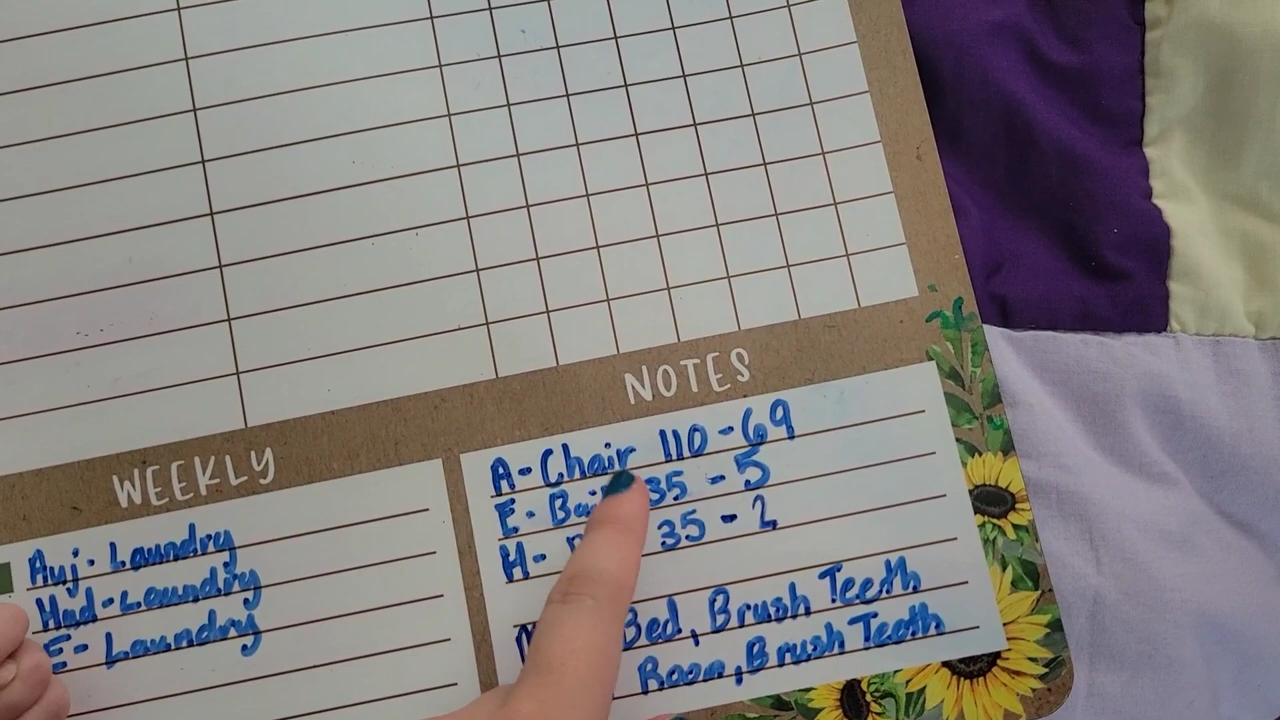 WEEKLY
Auj- Laundry
Had-Laundry
E- Laundry
NOTES
A-Chair 110-69
E- 35 - 5
H- 35 - 2
Bed, Brush Teeth
Room, Brush Teeth